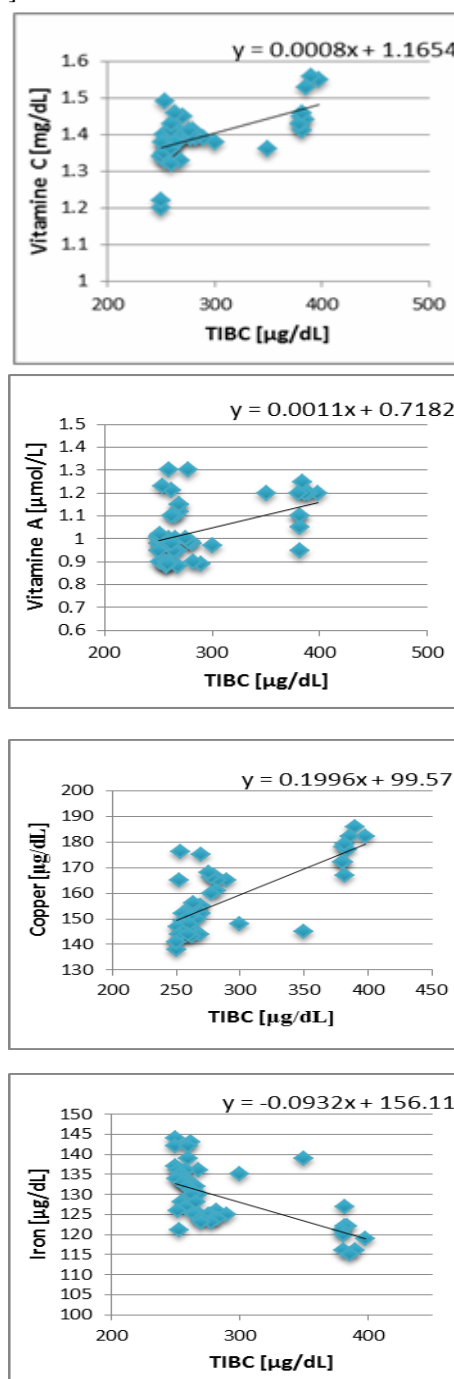 ]
y = 0.0008x + 1.1654
Vitamine C [mg/dL]
1.6
1.5
1.4
1.3
1.2
1.1
1
200 300 400 500
TIBC [µg/dL]
y = 0.0011x + 0.7182
Vitamine A [µmol/L]
1.5
1.4
1.3
1.2
1.1
1
0.9
0.8
0.7
0.6
200 300 400 500
TIBC [µg/dL]
y = 0.1996x + 99.57
Copper [µg/dL]
200
190
180
170
160
150
140
130
200 250 300 350 400 450
TIBC [µg/dL]
y = -0.0932x + 156.11
Iron [µg/dL]
150
145
140
135
130
125
120
115
110
105
100
200 300 400
TIBC [µg/dL]